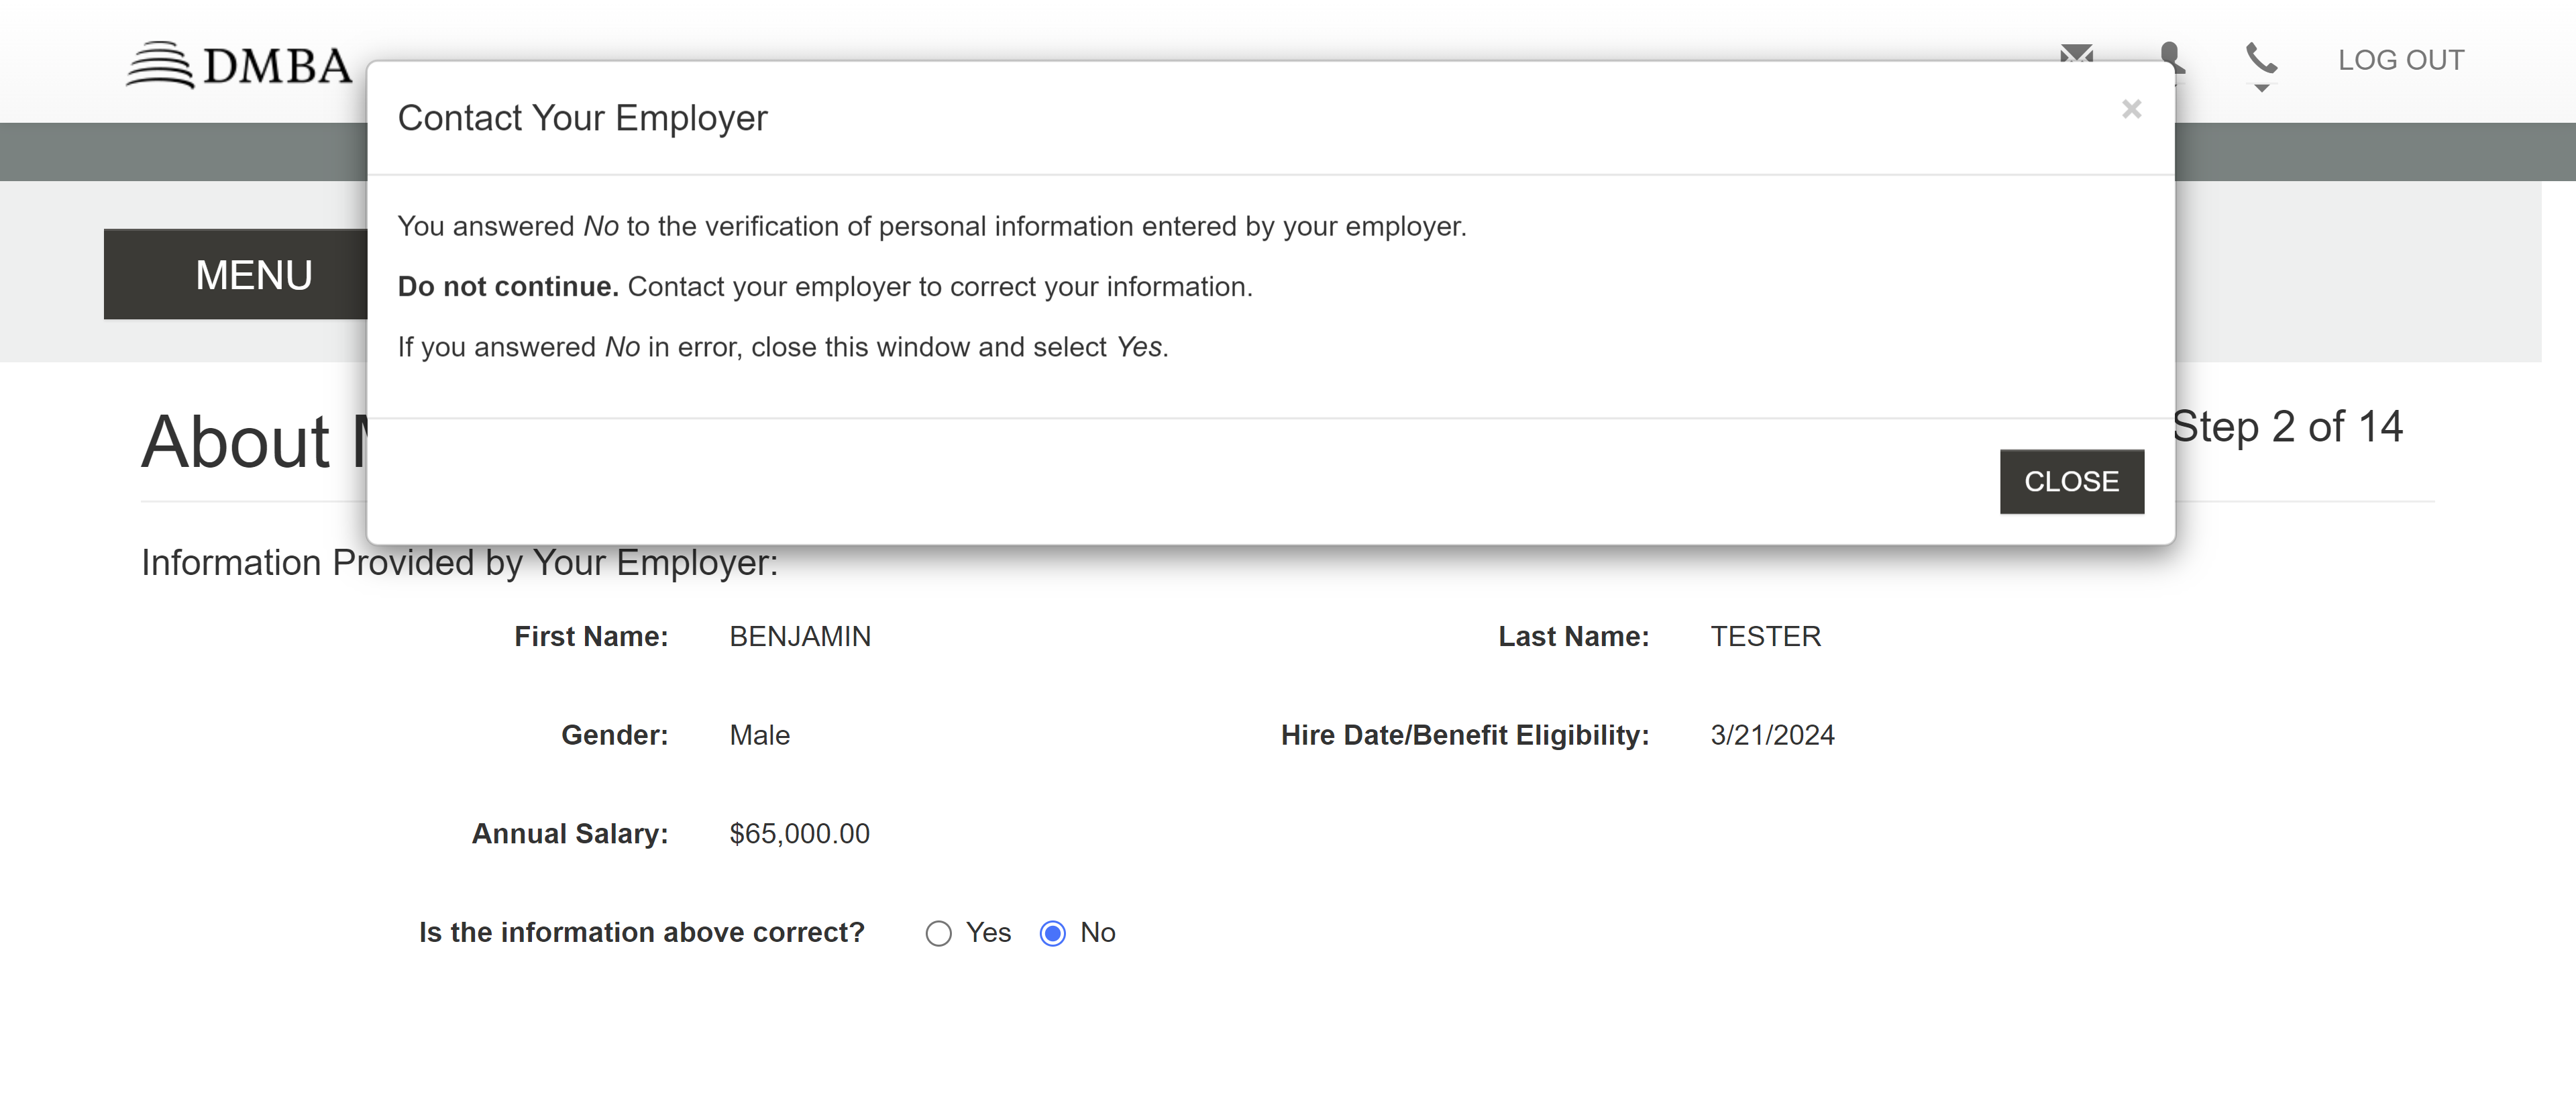 DMBA
LOG OUT
Contact Your Employer
×
You answered No to the verification of personal information entered by your employer.
MENU
Do not continue. Contact your employer to correct your information.
If you answered No in error, close this window and select Yes.
About
Step 2 of 14
CLOSE
Information Provided by Your Employer:
First Name: BENJAMIN Last Name: TESTER
Gender: Male Hire Date/Benefit Eligibility: 3/21/2024
Annual Salary: $65,000.00
Is the information above correct? Yes No